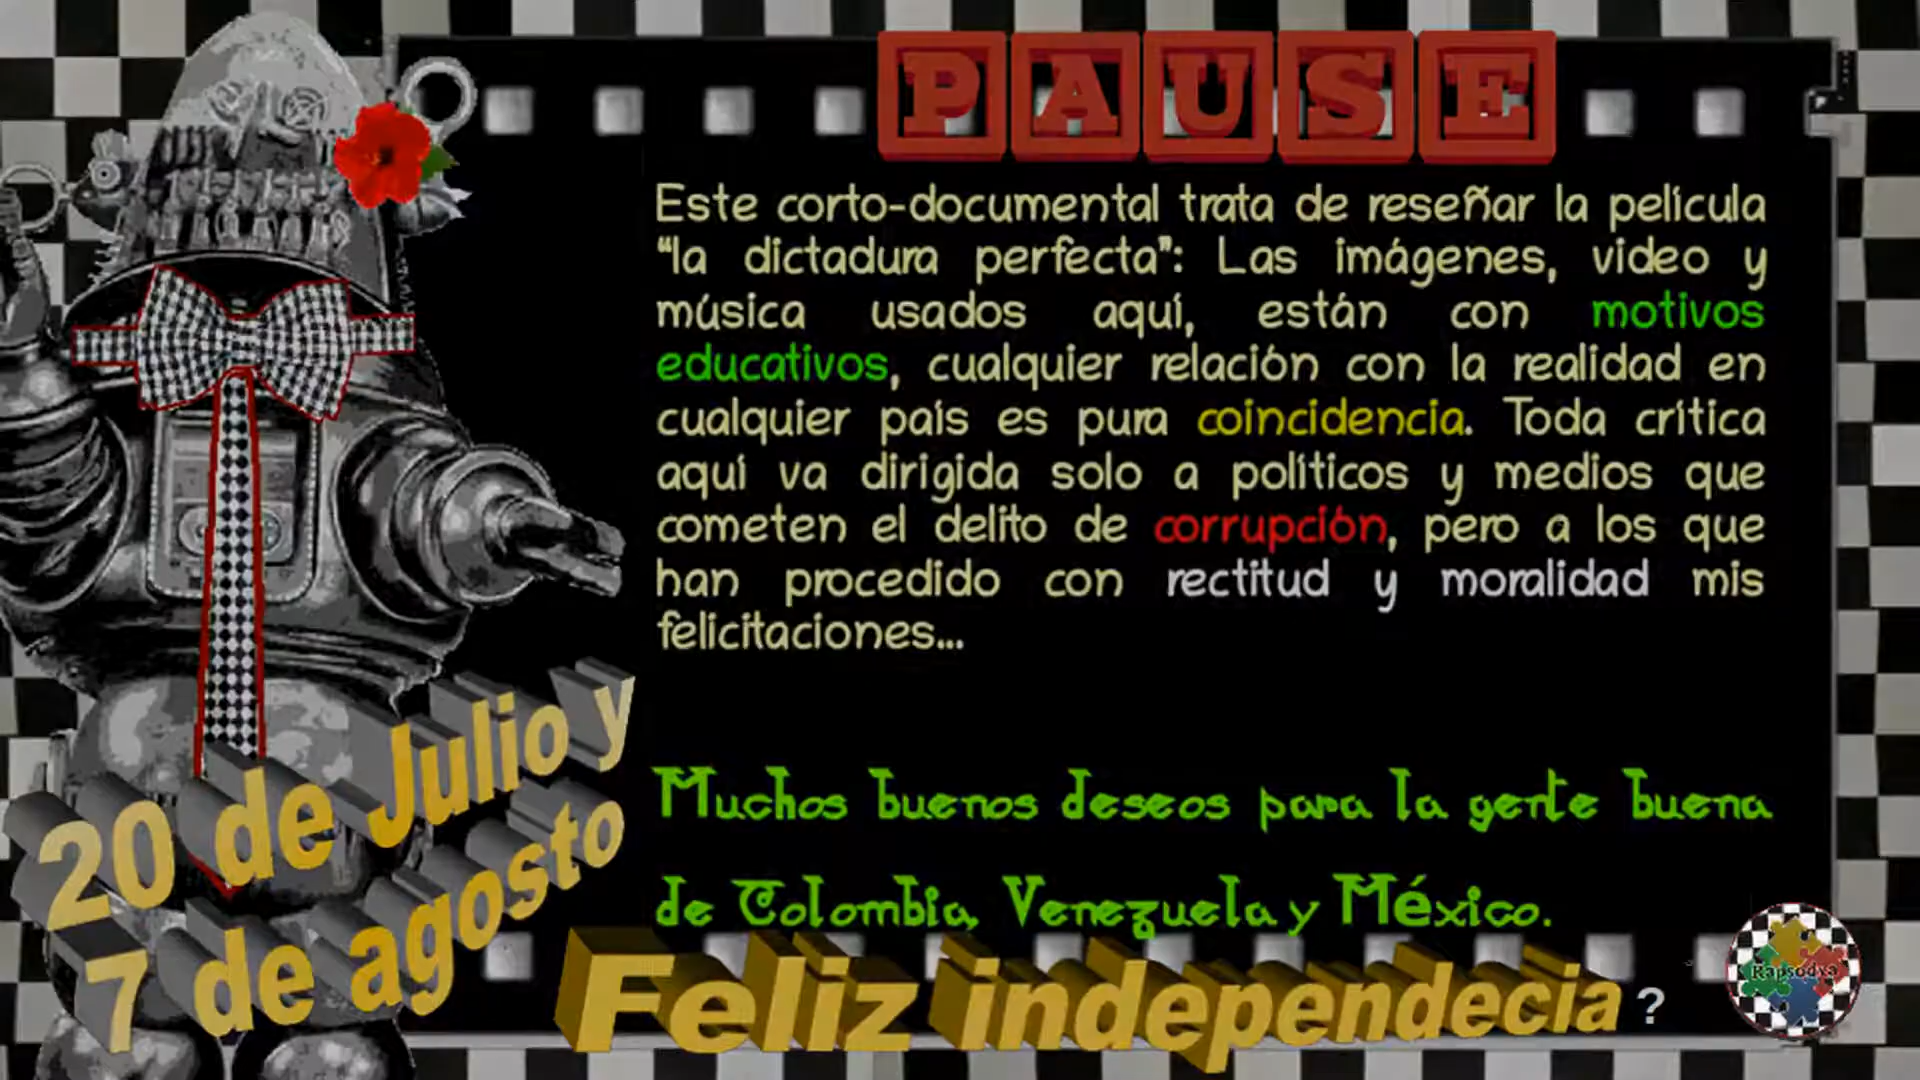 PAUSE
Este corto-documental trata de reseñar la película
“la dictadura perfecta”: Las imágenes, video y
música usados aquí, están con motivos
educativos, cualquier relación con la realidad en
cualquier país es pura coincidencia. Toda crítica
aquí va dirigida solo a políticos y medios que
cometen el delito de corrupción, pero a los que
han procedido con rectitud y moralidad mis
felicitaciones...
20 de Julio y
7 de agosto
Muchos buenos deseos para la gente buena
de Colombia, Venezuela y México.
Feliz independecia ?
Rapsodya